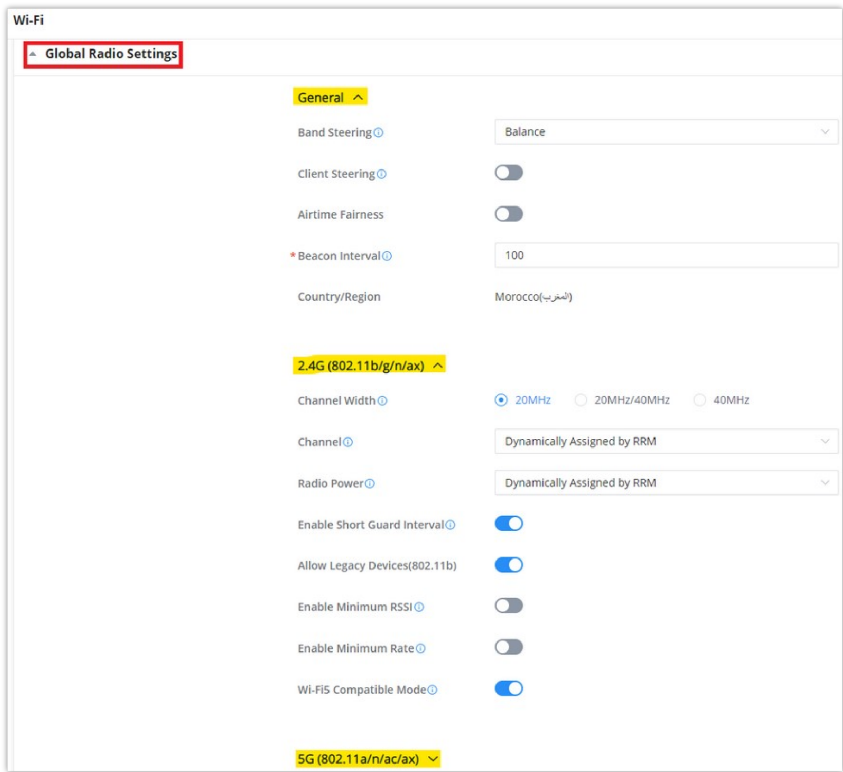 Wi-Fi
Global Radio Settings
General
Band Steering Balance
Client Steering
Airtime Fairness
*Beacon Interval 100
Country/Region Morocco(المغرب)
2.4G (802.11b/g/n/ax)
Channel Width 20MHz 20MHz/40MHz 40MHz
Channel Dynamically Assigned by RRM
Radio Power Dynamically Assigned by RRM
Enable Short Guard Interval
Allow Legacy Devices(802.11b)
Enable Minimum RSSI
Enable Minimum Rate
Wi-Fi5 Compatible Mode
5G (802.11a/n/ac/ax)